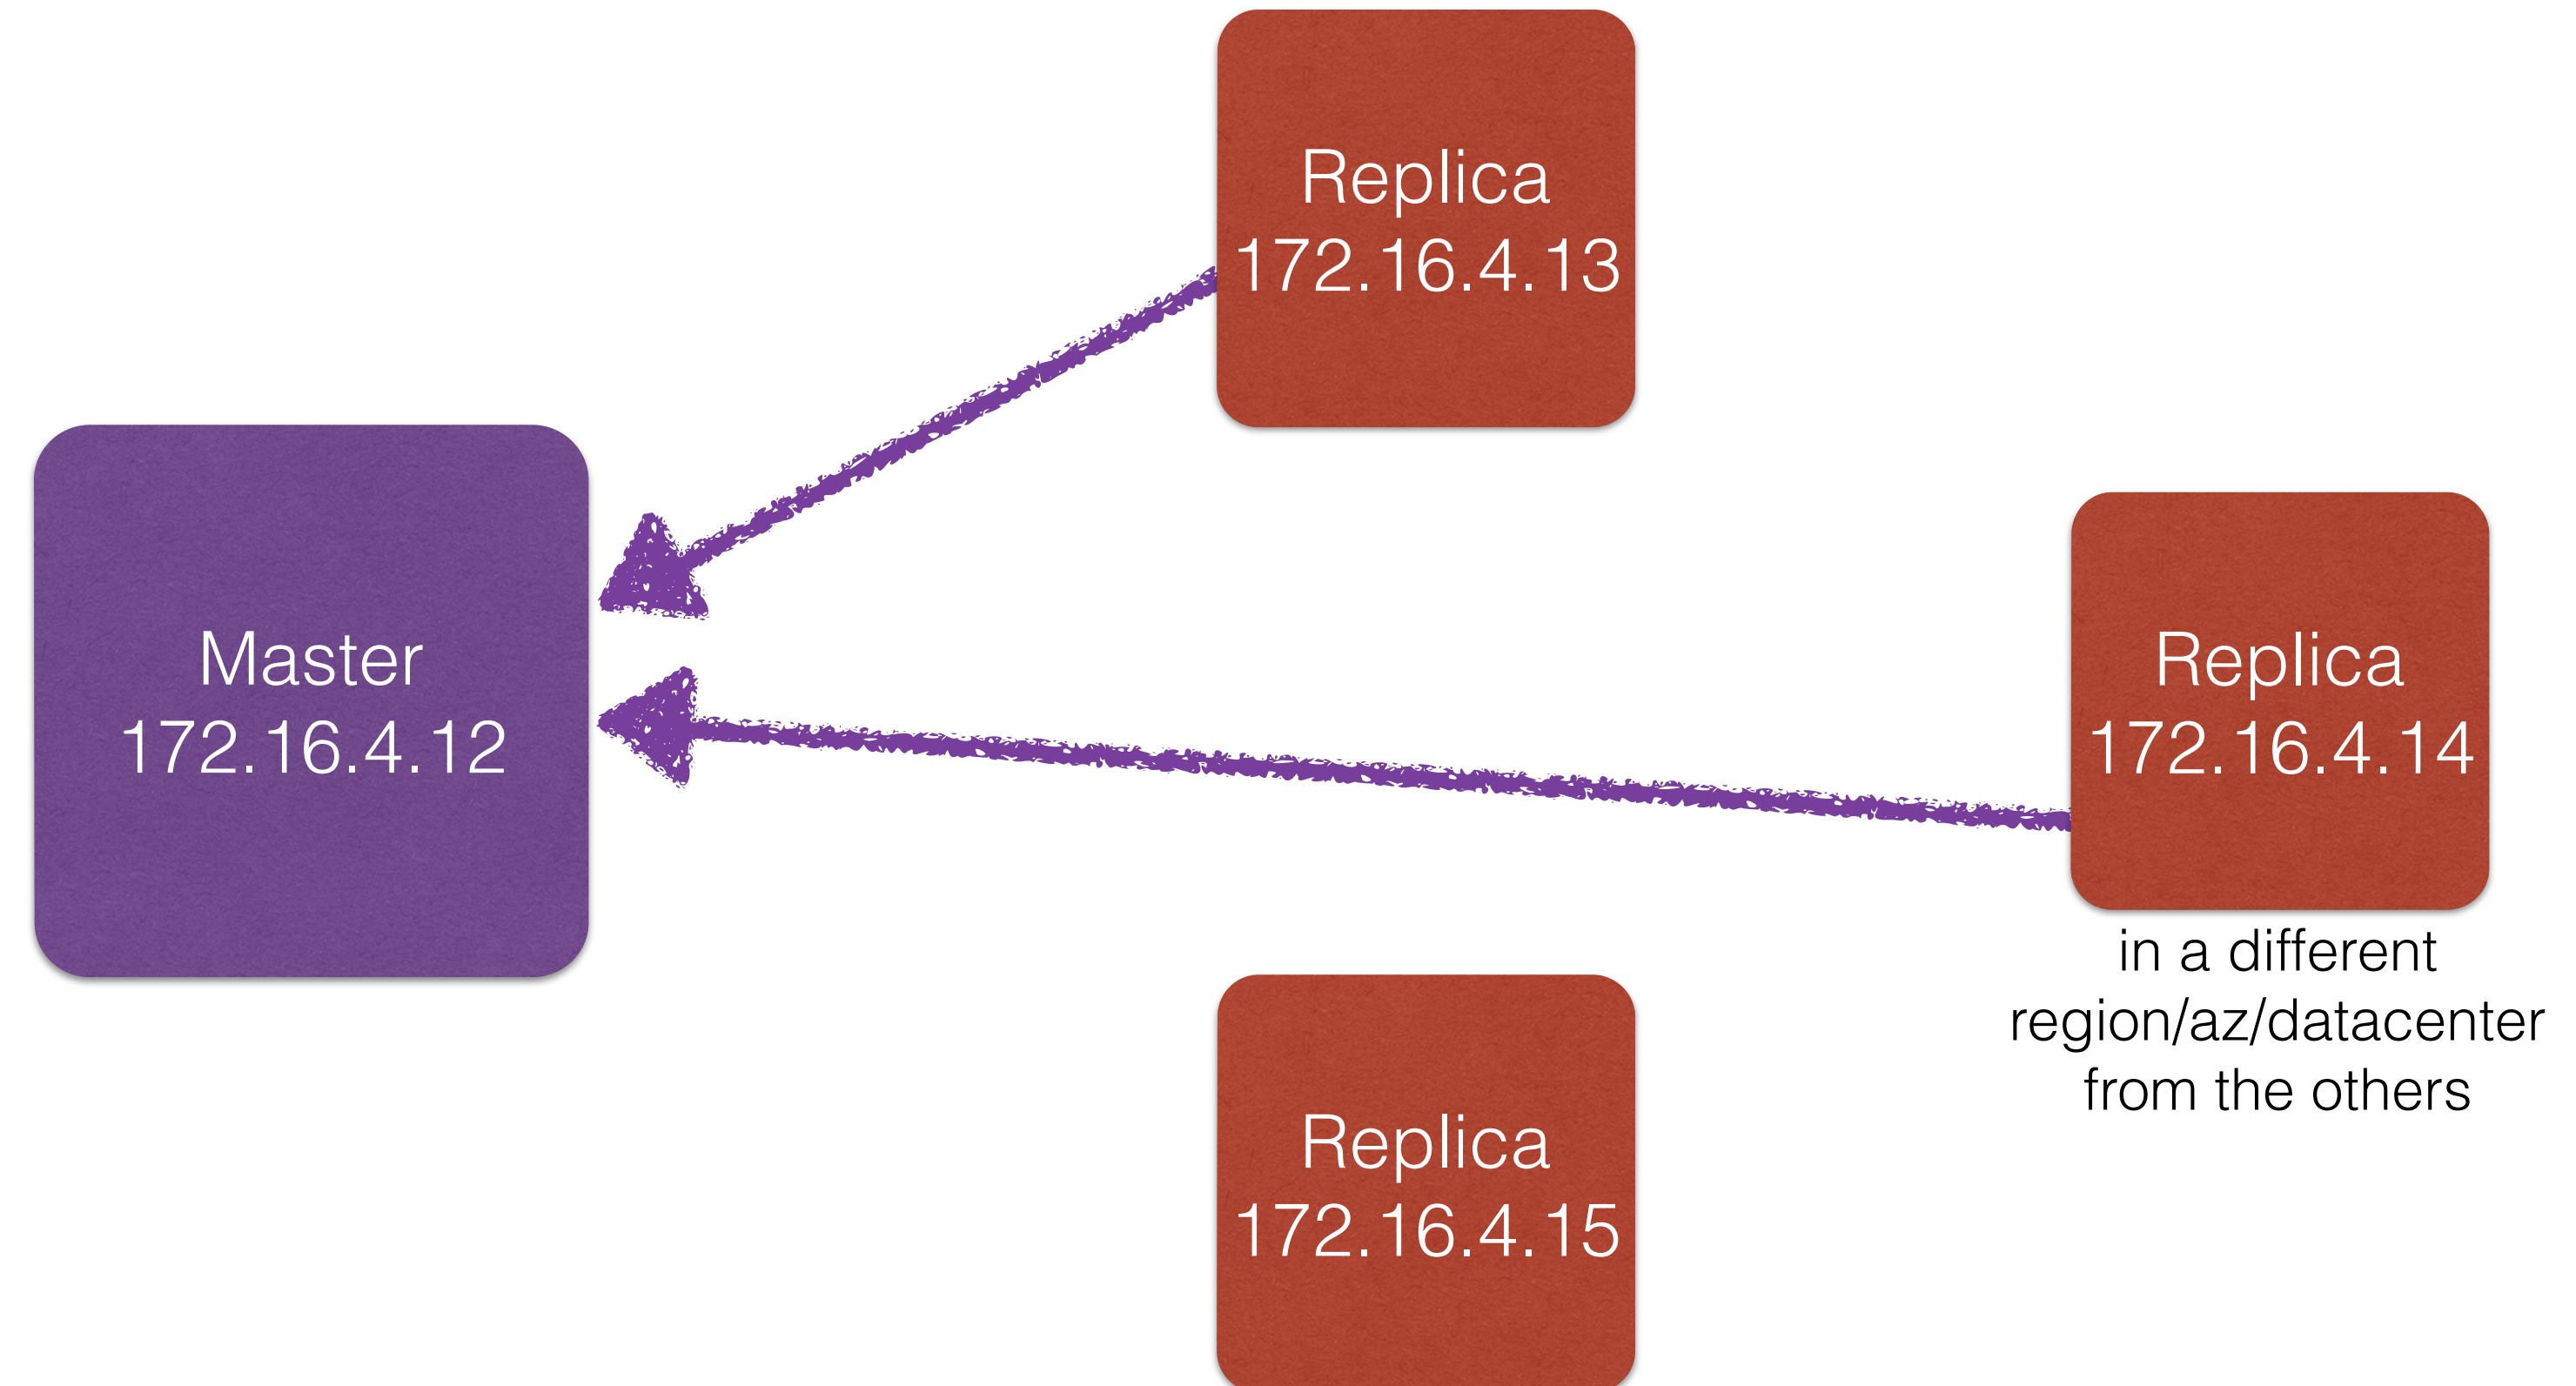 Replica
172.16.4.13
Master
172.16.4.12
Replica
172.16.4.14
in a different
region/az/datacenter
from the others
Replica
172.16.4.15